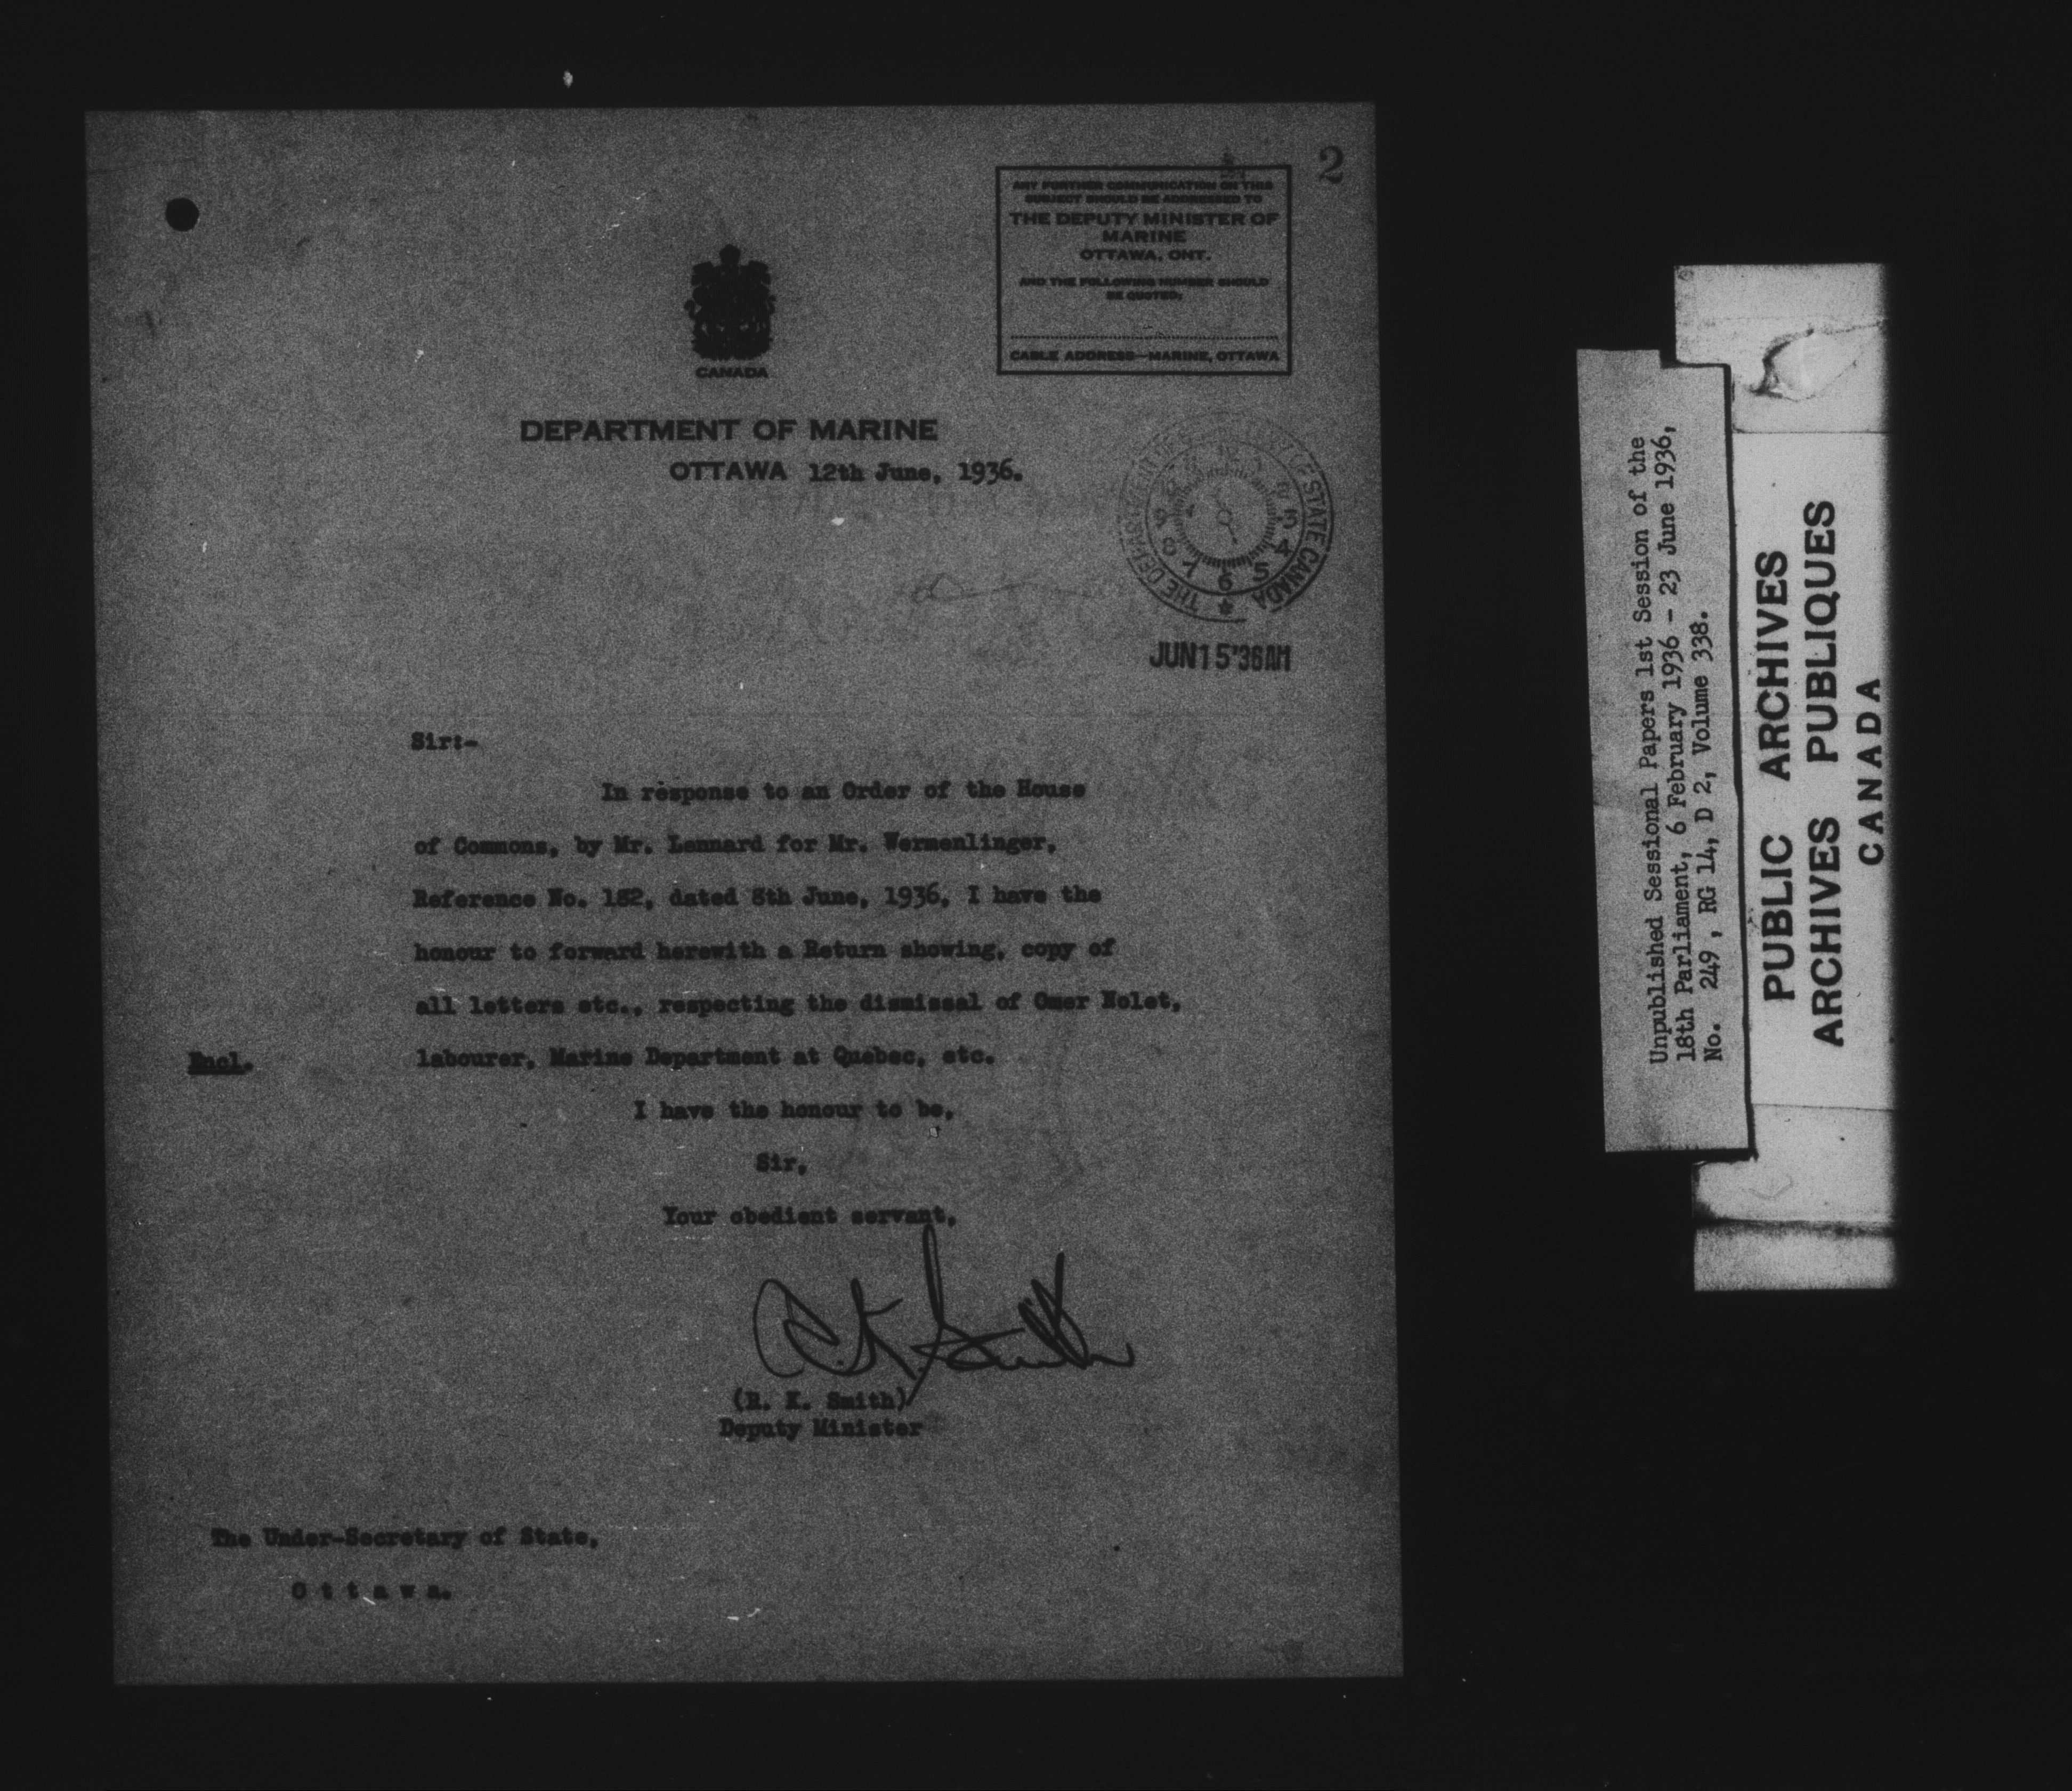 2
ANY FURTHER COMMUNICATION ON THIS
SUBJECT SHOULD BE ADDRESSED TO
THE DEPUTY MINISTER OF
MARINE
OTTAWA, ONT.
AND THE FOLLOWING NUMBER SHOULD
BE QUOTED:
CABLE ADDRESS—MARINE, OTTAWA
CANADA
DEPARTMENT OF MARINE
OTTAWA 12th June, 1936.
THE DEPARTMENT OF STATE CANADA
JUN 15 '36 AM
Sir:-
In response to an Order of the House
of Commons, by Mr. Lennard for Mr. Wermenlinger,
Reference No. 182, dated 8th June, 1936, I have the
honour to forward herewith a Return showing, copy of
all letters etc., respecting the dismissal of Omer Nolet,
Encl. labourer, Marine Department at Quebec, etc.
I have the honour to be,
Sir,
Your obedient servant,
R. K. Smith
(R. K. Smith)
Deputy Minister
The Under-Secretary of State,
O t t a w a.
Unpublished Sessional Papers 1st Session of the
18th Parliament, 6 February 1936 - 23 June 1936,
No. 249, RG 14, D 2, Volume 338.
PUBLIC ARCHIVES
ARCHIVES PUBLIQUES
CANADA